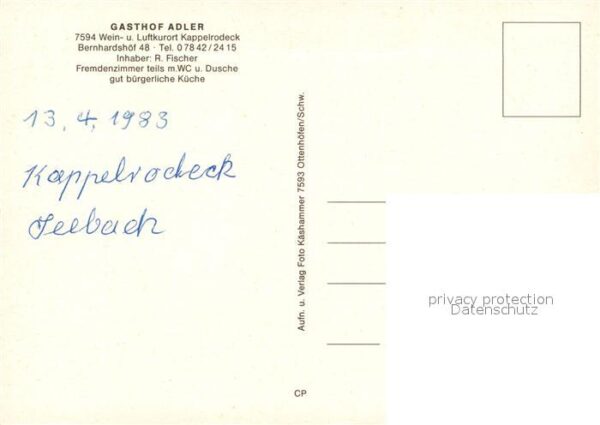 GASTHOF ADLER
7594 Wein- u. Luftkurort Kappelrodeck
Bernhardshöf 48 · Tel. 0 78 42 / 24 15
Inhaber: R. Fischer
Fremdenzimmer teils m.WC u. Dusche
gut bürgerliche Küche
13.4.1983
Kappelrodeck
Seebach
Aufn. u. Verlag Foto Käshammer 7593 Ottenhöfen/Schw.
CP
privacy protection
Datenschutz